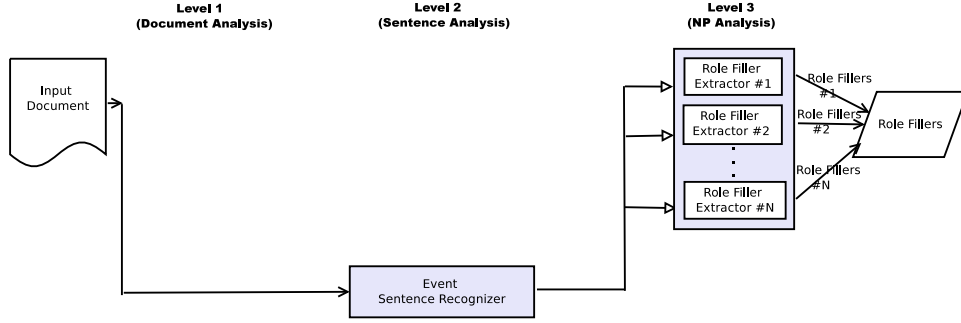 Level 1
(Document Analysis)
Level 2
(Sentence Analysis)
Level 3
(NP Analysis)
Input
Document
Role Filler
Extractor #1
Role Filler
Extractor #2
Role Filler
Extractor #N
Role Fillers
#1
Role Fillers
#2
Role Fillers
#N
Role Fillers
Event
Sentence Recognizer